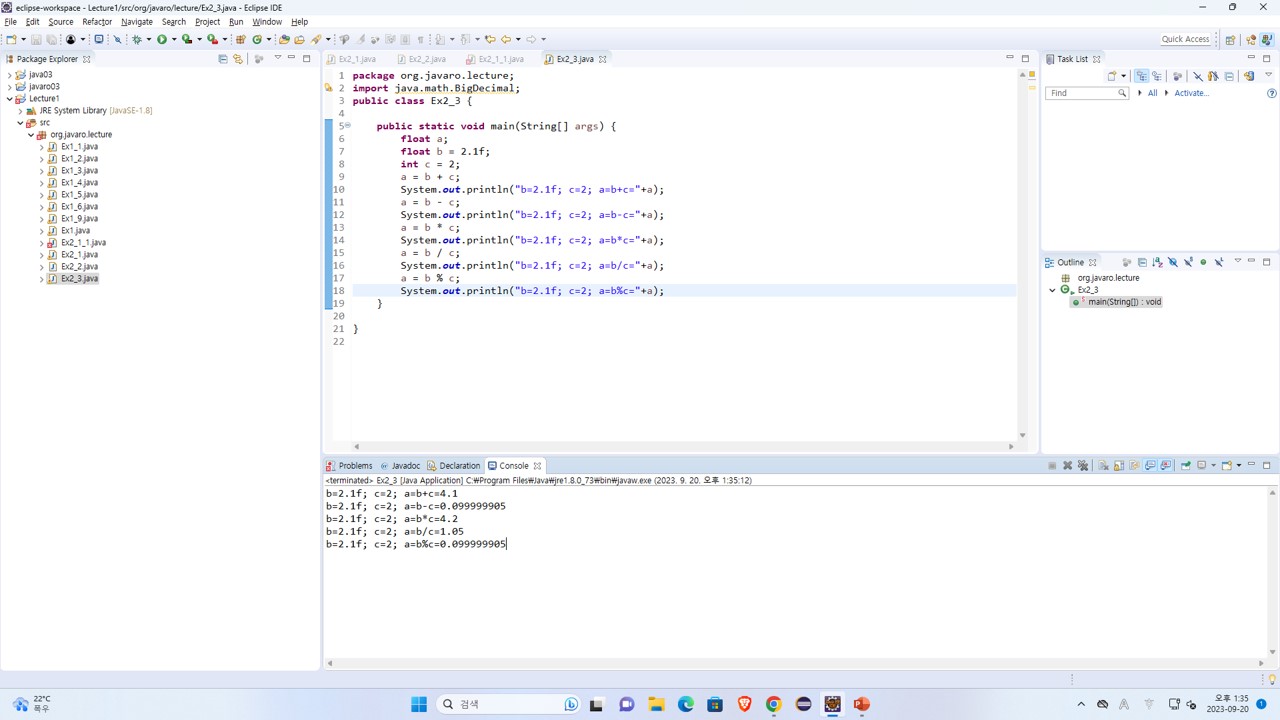 eclipse-workspace - Lecture1/src/org/javaro/lecture/Ex2_3.java - Eclipse IDE
File Edit Source Refactor Navigate Search Project Run Window Help
Quick Access
Package Explorer
java03
javaro03
Lecture1
JRE System Library [JavaSE-1.8]
src
org.javaro.lecture
Ex1_1.java
Ex1_2.java
Ex1_3.java
Ex1_4.java
Ex1_5.java
Ex1_6.java
Ex1_9.java
Ex1.java
Ex2_1_1.java
Ex2_1.java
Ex2_2.java
Ex2_3.java
Ex2_1.java Ex2_2.java Ex2_1_1.java Ex2_3.java
1 package org.javaro.lecture;
2 import java.math.BigDecimal;
3 public class Ex2_3 {
4
5 public static void main(String[] args) {
6 float a;
7 float b = 2.1f;
8 int c = 2;
9 a = b + c;
10 System.out.println("b=2.1f; c=2; a=b+c="+a);
11 a = b - c;
12 System.out.println("b=2.1f; c=2; a=b-c="+a);
13 a = b * c;
14 System.out.println("b=2.1f; c=2; a=b*c="+a);
15 a = b / c;
16 System.out.println("b=2.1f; c=2; a=b/c="+a);
17 a = b % c;
18 System.out.println("b=2.1f; c=2; a=b%c="+a);
19 }
20
21 }
22
Task List
Find All Activate...
Outline
org.javaro.lecture
Ex2_3
main(String[]) : void
Problems Javadoc Declaration Console
<terminated> Ex2_3 [Java Application] C:₩Program Files₩Java₩jre1.8.0_73₩bin₩javaw.exe (2023. 9. 20. 오후 1:35:12)
b=2.1f; c=2; a=b+c=4.1
b=2.1f; c=2; a=b-c=0.099999905
b=2.1f; c=2; a=b*c=4.2
b=2.1f; c=2; a=b/c=1.05
b=2.1f; c=2; a=b%c=0.099999905
22°C
폭우
검색
오후 1:35
2023-09-20